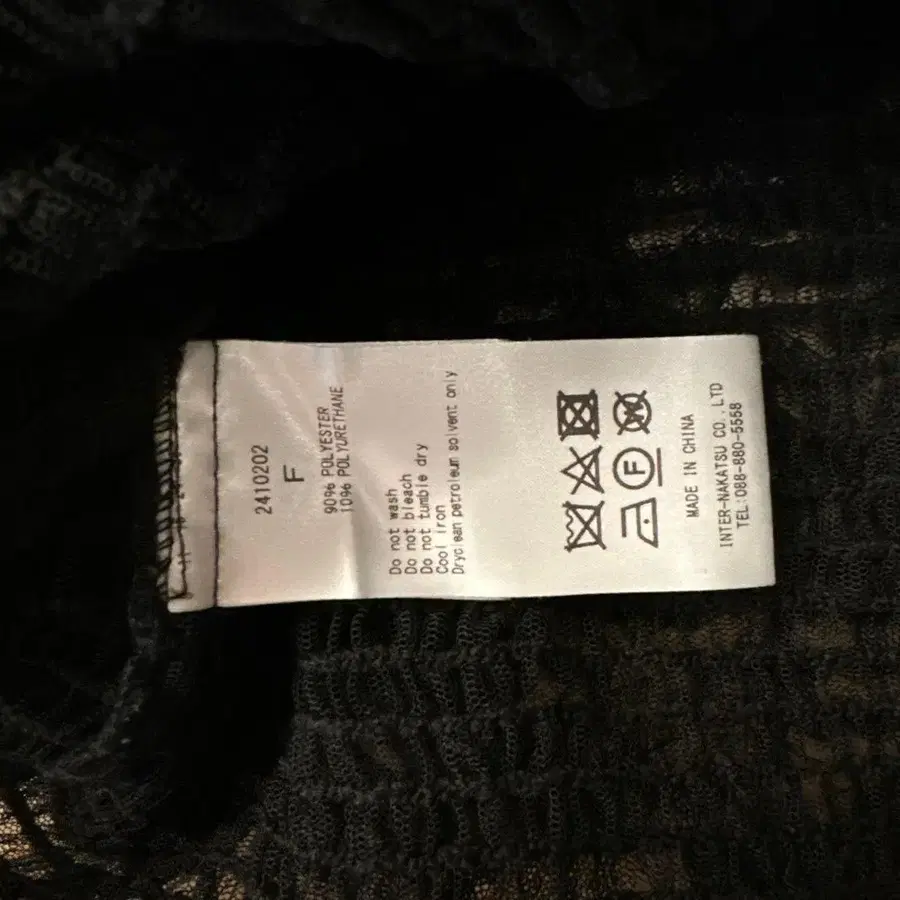 2410202
F
90% POLYESTER
10% POLYURETHANE
Do not wash
Do not bleach
Do not tumble dry
Cool iron
Dryclean petroleum solvent only
F
W
MADE IN CHINA
INTER-NAKATSU CO.,LTD
TEL:088-880-5558